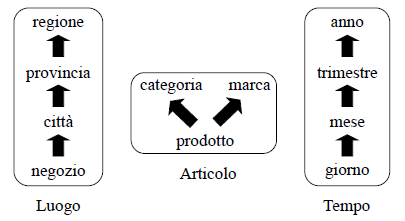 regione
provincia
città
negozio
Luogo
categoria marca
prodotto
Articolo
anno
trimestre
mese
giorno
Tempo